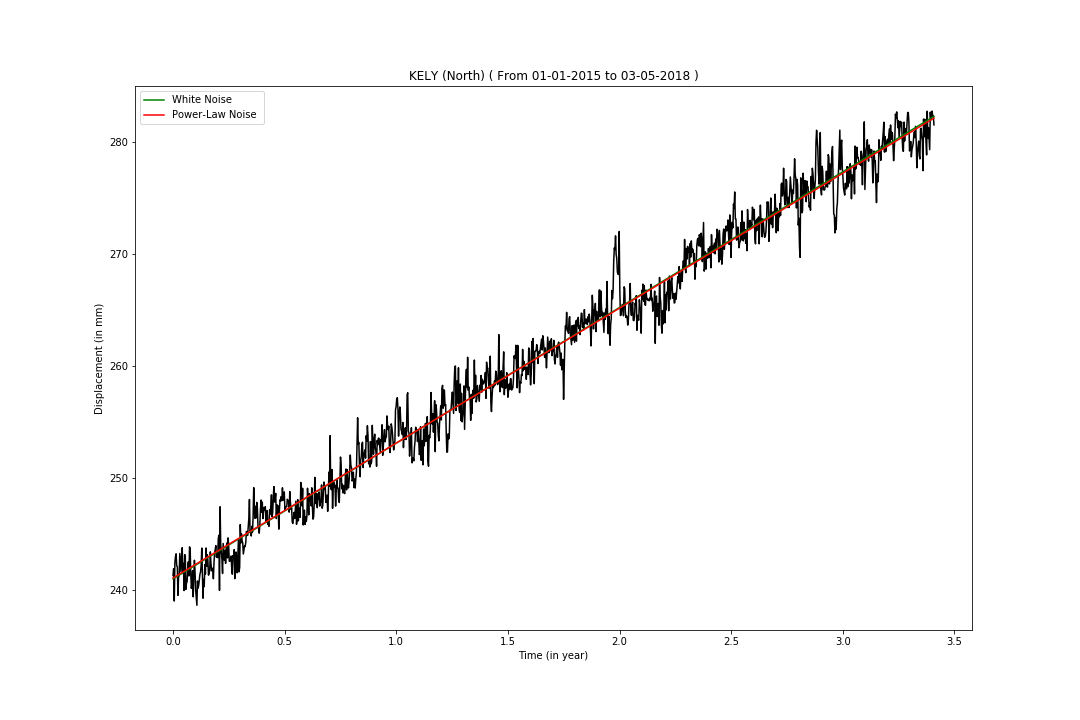 KELY (North) ( From 01-01-2015 to 03-05-2018 )
White Noise
Power-Law Noise
280
270
260
250
240
Displacement (in mm)
0.0 0.5 1.0 1.5 2.0 2.5 3.0 3.5
Time (in year)